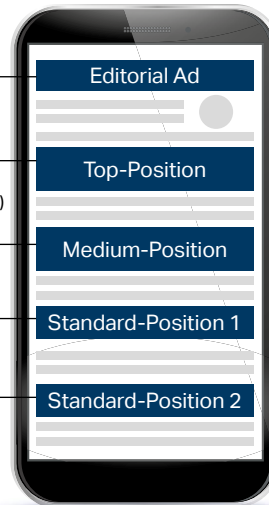 Editorial Ad
Top-Position
)
Medium-Position
Standard-Position 1
Standard-Position 2